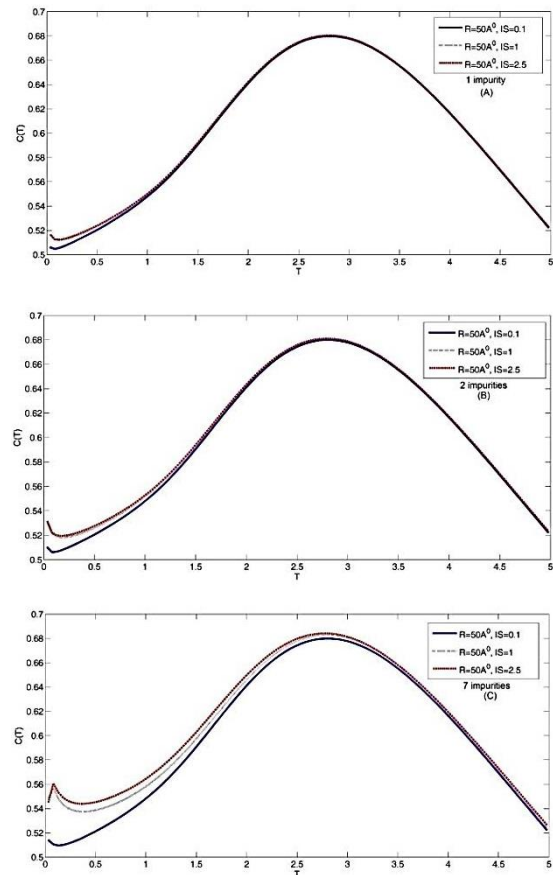 0.7
0.68
0.66
0.64
0.62
0.6
0.58
0.56
0.54
0.52
0.5
C(T)
R=50A⁰, IS=0.1
R=50A⁰, IS=1
R=50A⁰, IS=2.5
1 impurity
(A)
0 0.5 1 1.5 2 2.5 3 3.5 4 4.5 5
T
0.7
0.68
0.66
0.64
0.62
0.6
0.58
0.56
0.54
0.52
0.5
C(T)
R=50A⁰, IS=0.1
R=50A⁰, IS=1
R=50A⁰, IS=2.5
2 impurities
(B)
0 0.5 1 1.5 2 2.5 3 3.5 4 4.5 5
T
0.7
0.68
0.66
0.64
0.62
0.6
0.58
0.56
0.54
0.52
0.5
C(T)
R=50A⁰, IS=0.1
R=50A⁰, IS=1
R=50A⁰, IS=2.5
7 impurities
(C)
0 0.5 1 1.5 2 2.5 3 3.5 4 4.5 5
T